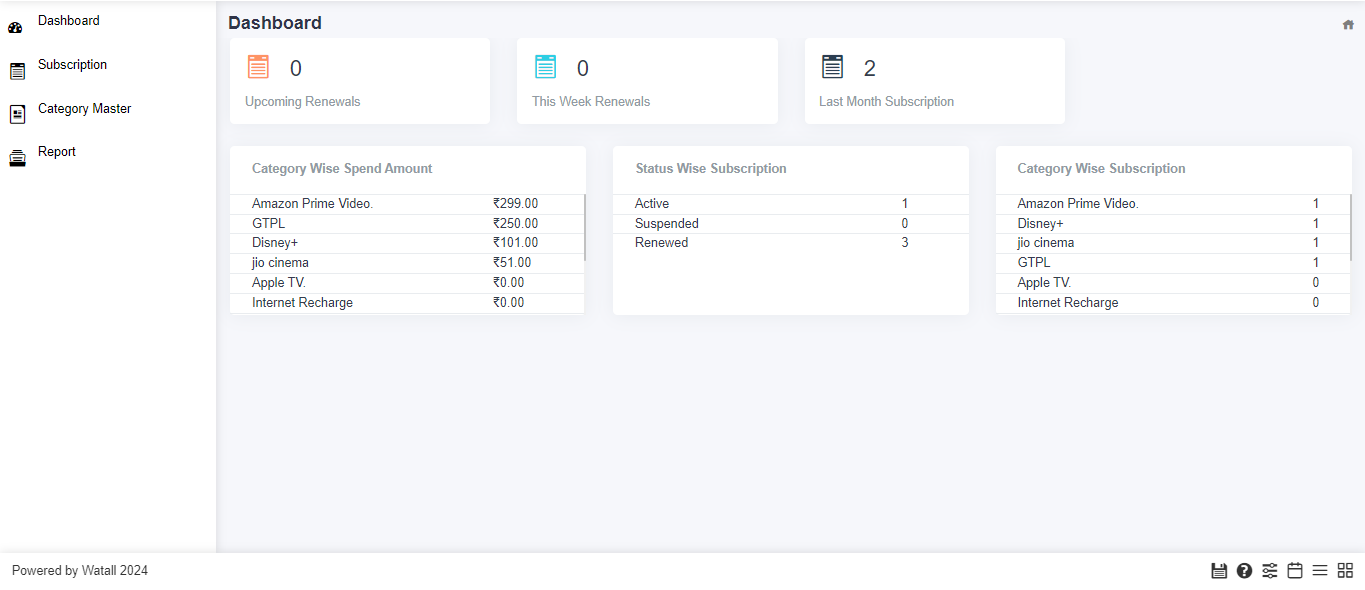 Dashboard
Subscription
Category Master
Report
Dashboard
0
Upcoming Renewals
0
This Week Renewals
2
Last Month Subscription
Category Wise Spend Amount
Amazon Prime Video. ₹299.00
GTPL ₹250.00
Disney+ ₹101.00
jio cinema ₹51.00
Apple TV. ₹0.00
Internet Recharge ₹0.00
Status Wise Subscription
Active 1
Suspended 0
Renewed 3
Category Wise Subscription
Amazon Prime Video. 1
Disney+ 1
jio cinema 1
GTPL 1
Apple TV. 0
Internet Recharge 0
Powered by Watall 2024